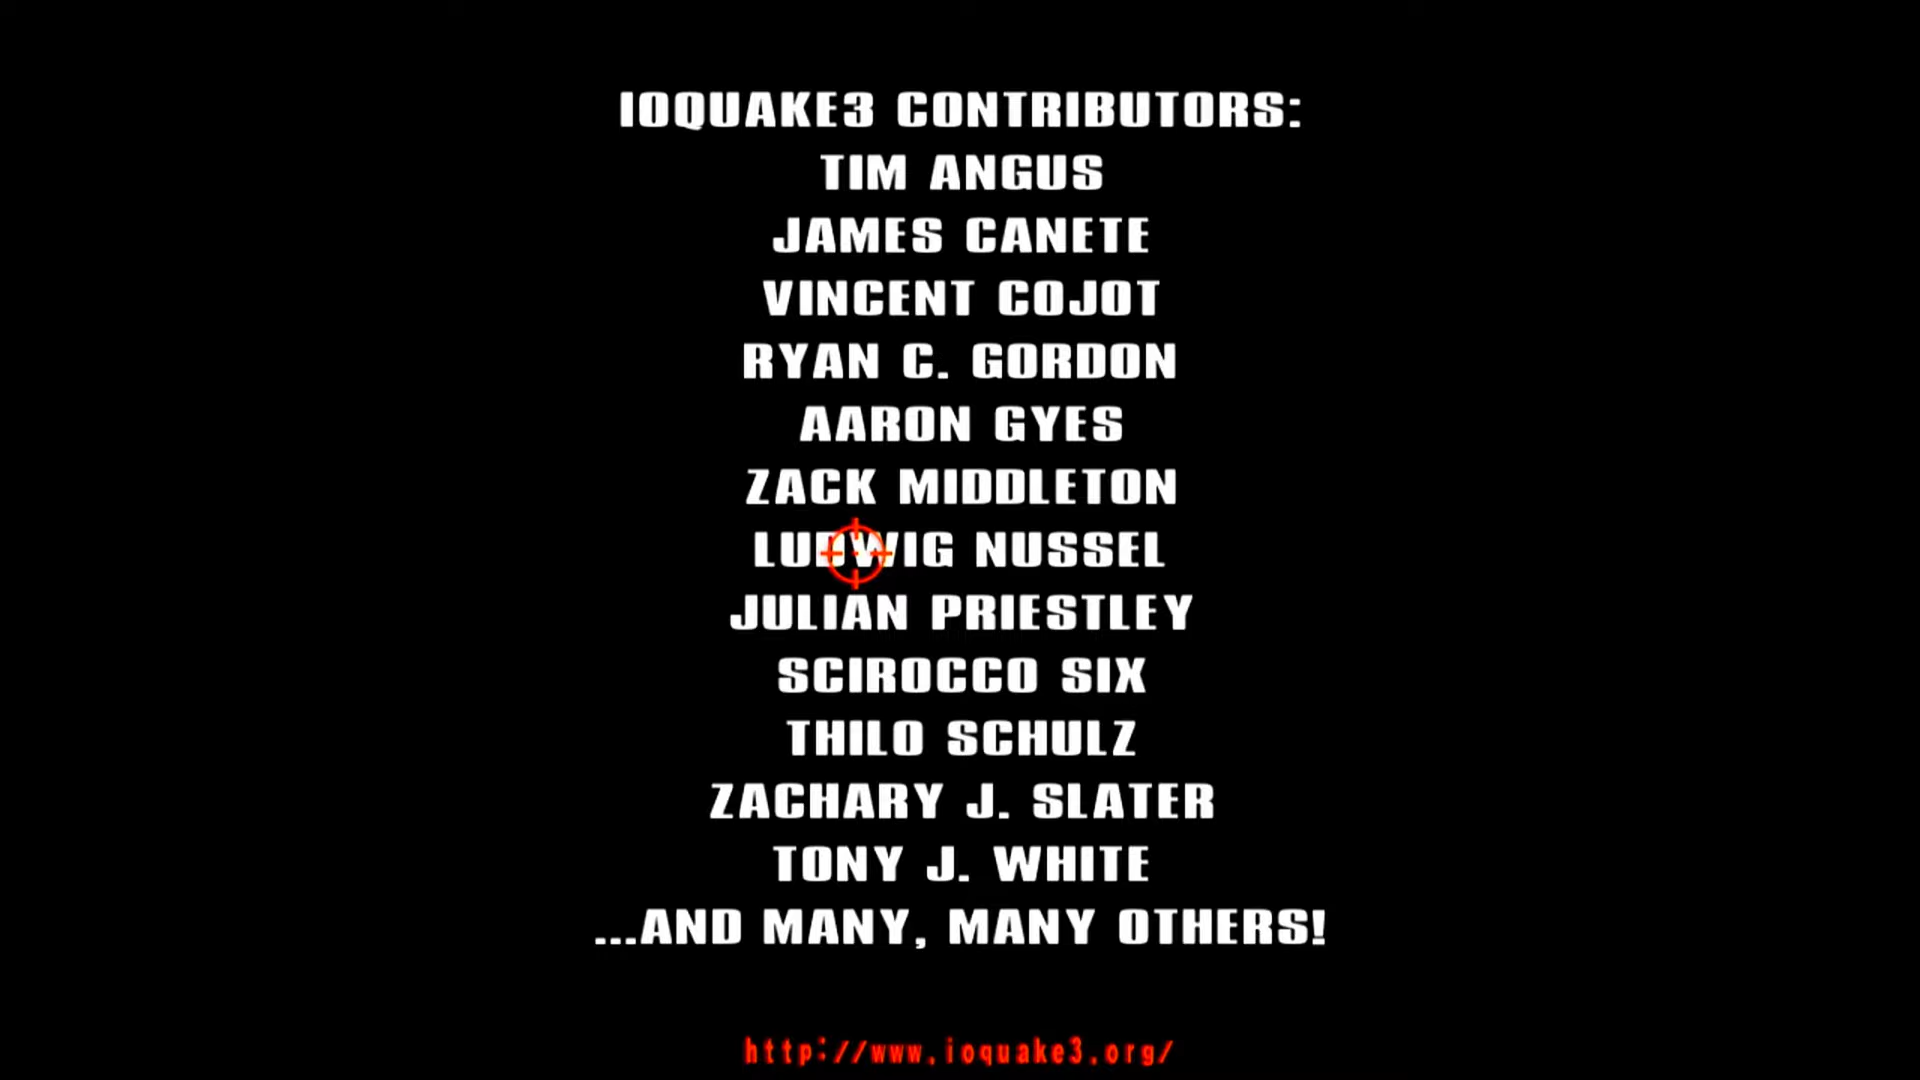 IOQUAKE3 CONTRIBUTORS:
TIM ANGUS
JAMES CANETE
VINCENT COJOT
RYAN C. GORDON
AARON GYES
ZACK MIDDLETON
LUDWIG NUSSEL
JULIAN PRIESTLEY
SCIROCCO SIX
THILO SCHULZ
ZACHARY J. SLATER
TONY J. WHITE
...AND MANY, MANY OTHERS!
http://www.ioquake3.org/